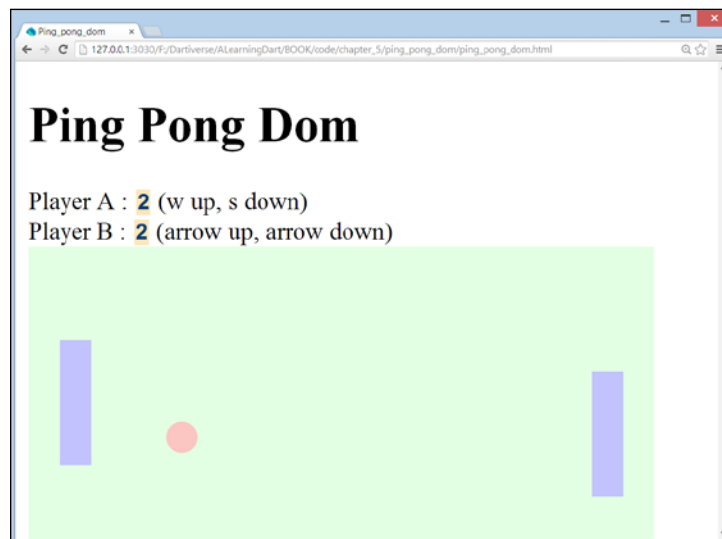 Ping_pong_dom
127.0.0.1:3030/F:/Dartiverse/ALearningDart/BOOK/code/chapter_5/ping_pong_dom/ping_pong_dom.html
Ping Pong Dom
Player A : 2 (w up, s down)
Player B : 2 (arrow up, arrow down)